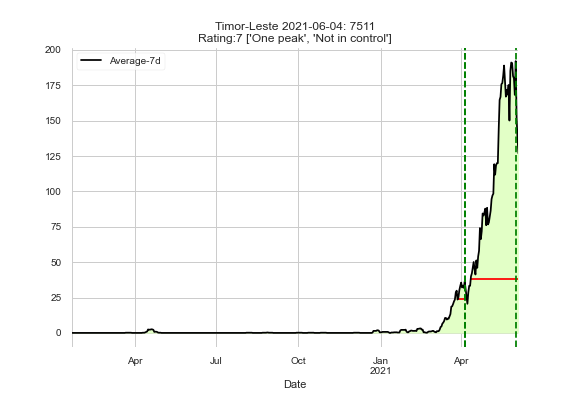 Timor-Leste 2021-06-04: 7511
Rating:7 ['One peak', 'Not in control']
Average-7d
200
175
150
125
100
75
50
25
0
Apr
Jul
Oct
Jan
2021
Apr
Date